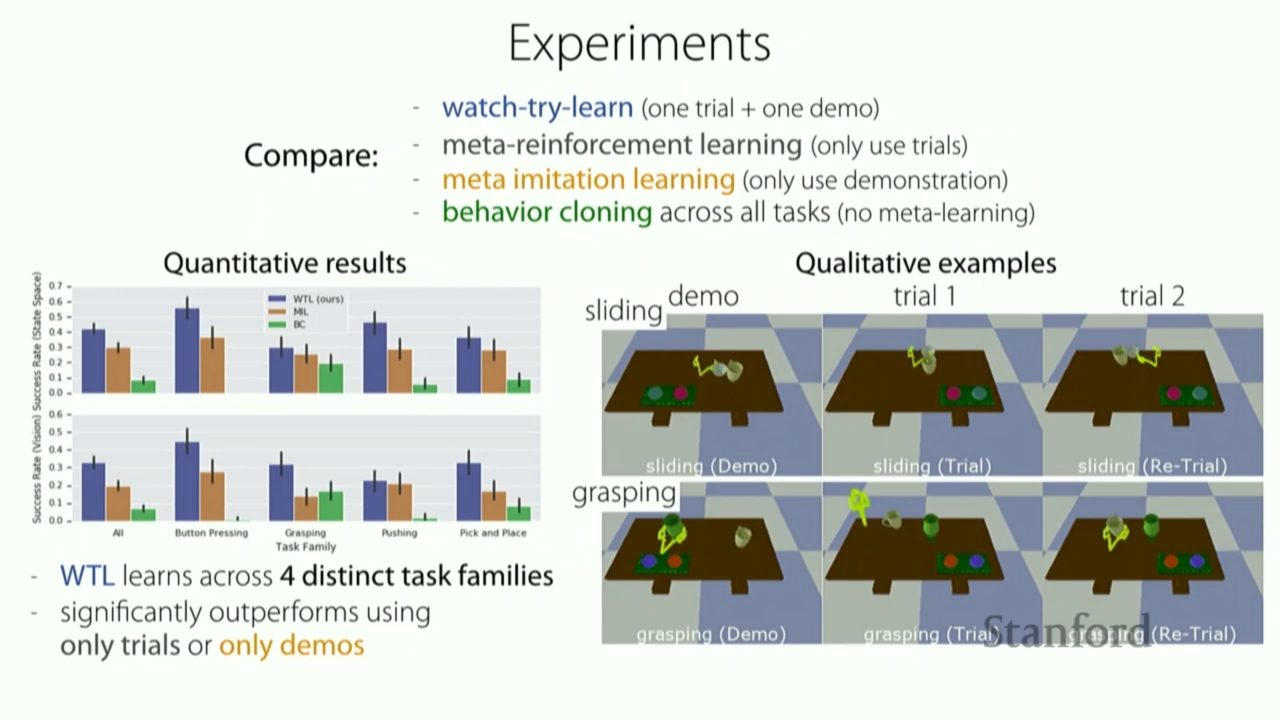 Experiments
Compare:
- watch-try-learn (one trial + one demo)
- meta-reinforcement learning (only use trials)
- meta imitation learning (only use demonstration)
- behavior cloning across all tasks (no meta-learning)
Quantitative results
Success Rate (State Space)
0.7
0.6
0.5
0.4
0.3
0.2
0.1
0.0
WTL (ours)
MIL
BC
Success Rate (Vision)
0.6
0.5
0.4
0.3
0.2
0.1
0.0
All Button Pressing Grasping Pushing Pick and Place
Task Family
- WTL learns across 4 distinct task families
- significantly outperforms using
only trials or only demos
Qualitative examples
demo trial 1 trial 2
sliding
sliding (Demo) sliding (Trial) sliding (Re-Trial)
grasping
grasping (Demo) grasping (Trial) grasping (Re-Trial)
Stanford